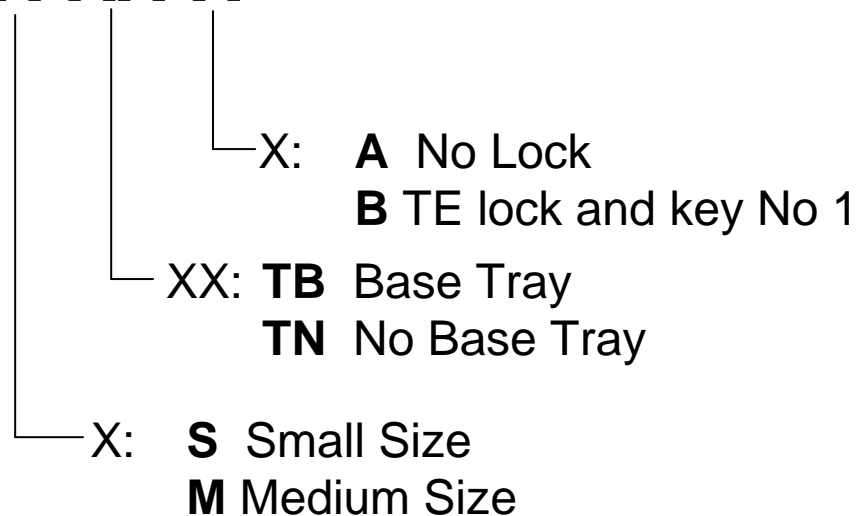 X: A No Lock
B TE lock and key No 1
XX: TB Base Tray
TN No Base Tray
X: S Small Size
M Medium Size